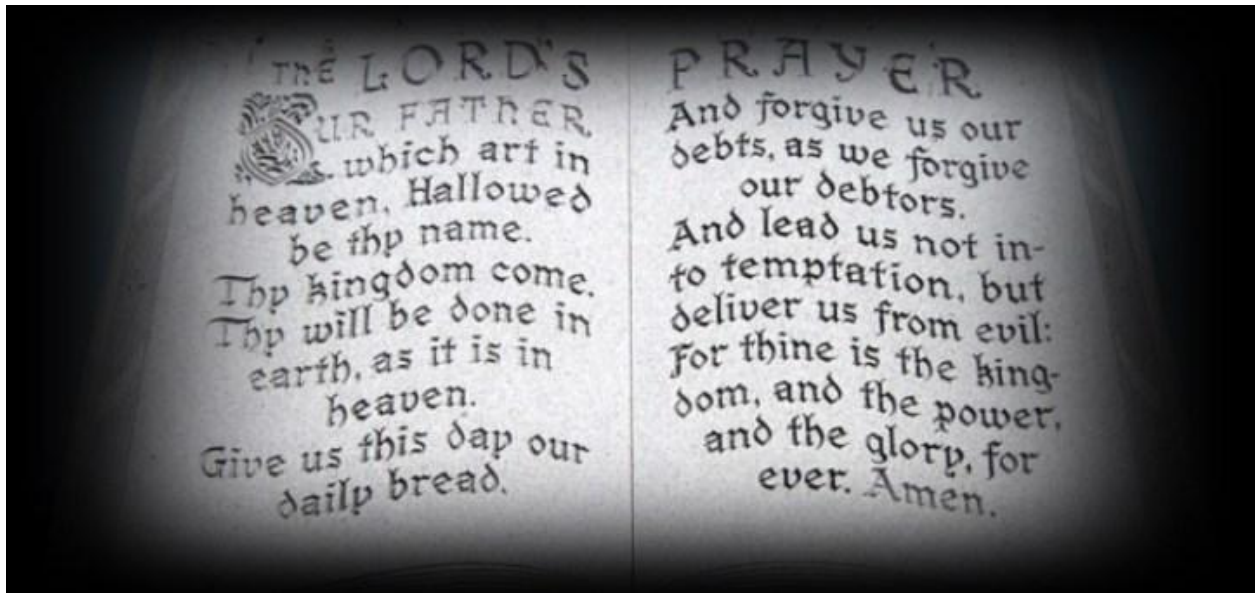 THE LORD'S
OUR FATHER
which art in
heaven, Hallowed
be thy name.
Thy kingdom come.
Thy will be done in
earth, as it is in
heaven.
Give us this day our
daily bread.
PRAYER
And forgive us our
debts, as we forgive
our debtors.
And lead us not in-
to temptation, but
deliver us from evil:
For thine is the king-
dom, and the power,
and the glory, for
ever. Amen.